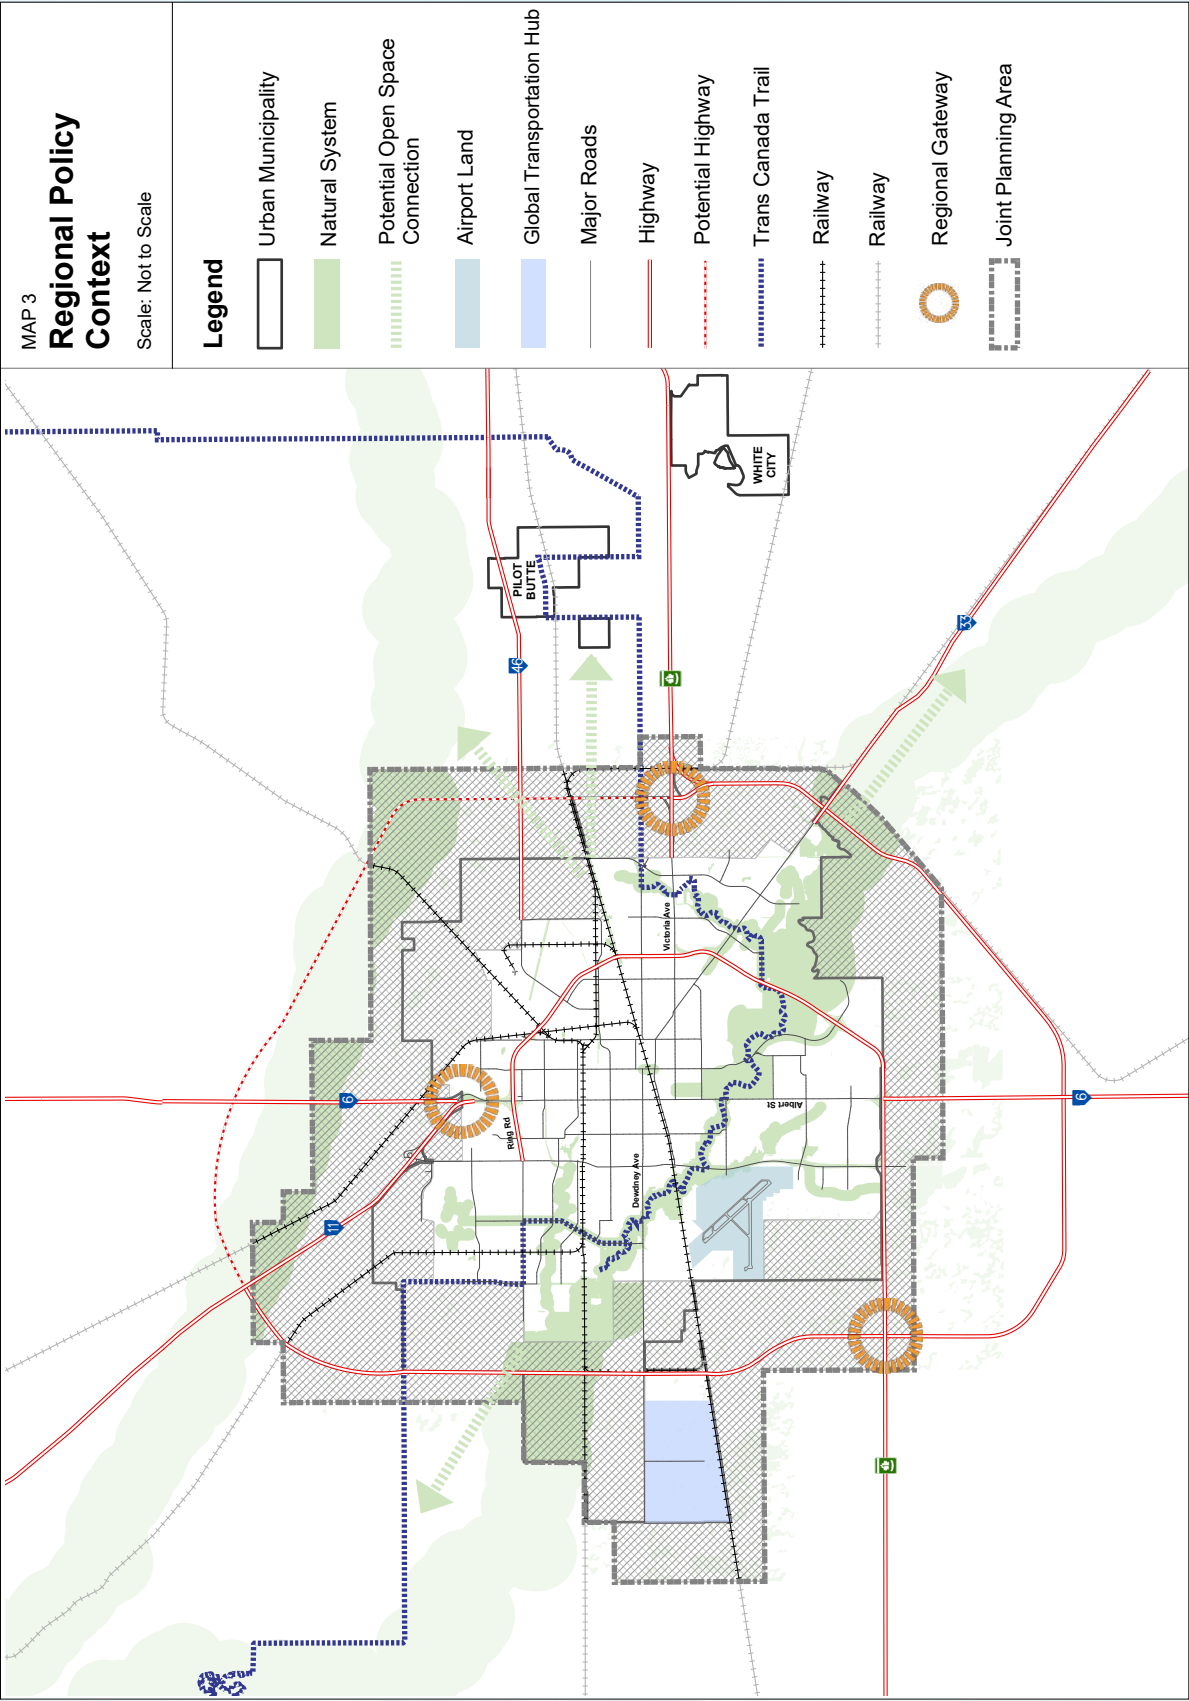 MAP 3
Regional Policy
Context
Scale: Not to Scale
Legend
Urban Municipality
Natural System
Potential Open Space
Connection
Airport Land
Global Transportation Hub
Major Roads
Highway
Potential Highway
Trans Canada Trail
Railway
Railway
Regional Gateway
Joint Planning Area
WHITE
CITY
PILOT
BUTTE
46
33
6
6
11
Victoria Ave
Albert St
Ring Rd
Dewdney Ave